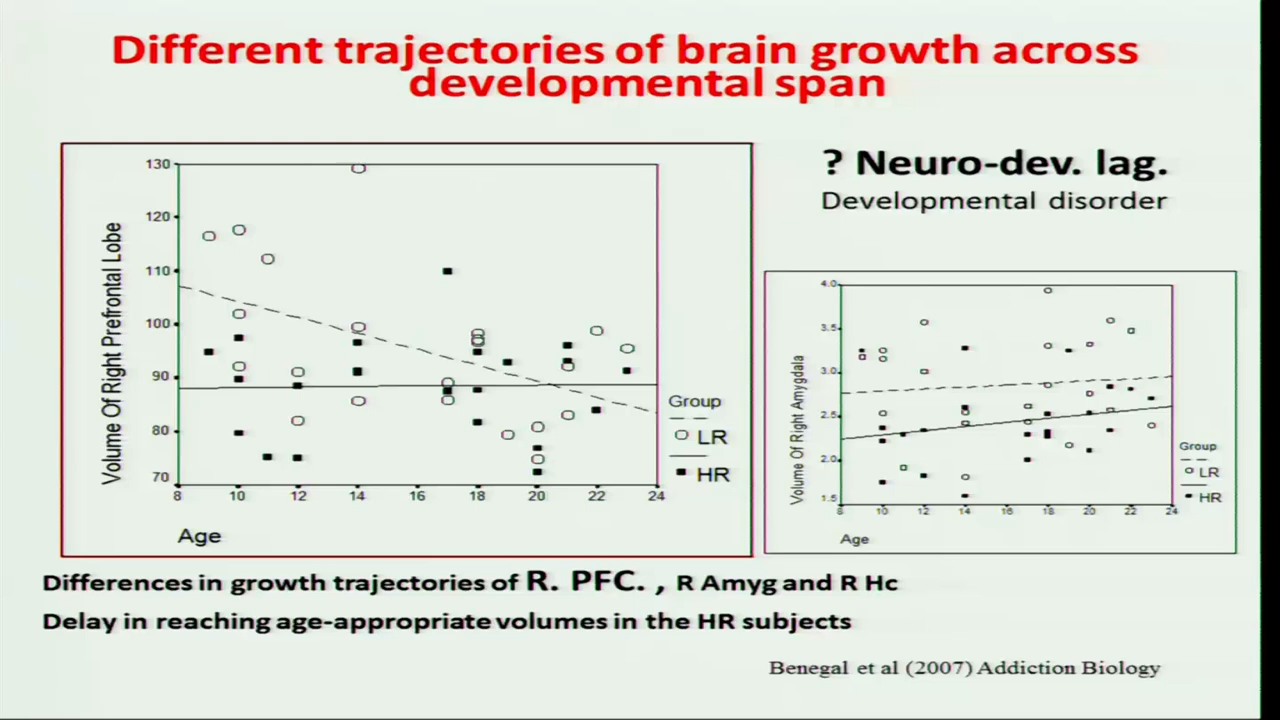 Different trajectories of brain growth across
developmental span
? Neuro-dev. lag.
Developmental disorder
Volume Of Right Prefrontal Lobe
130
120
110
100
90
80
70
8 10 12 14 16 18 20 22 24
Age
Group
LR
HR
Volume Of Right Amygdala
4.0
3.5
3.0
2.5
2.0
1.5
8 10 12 14 16 18 20 22 24
Age
Group
LR
HR
Differences in growth trajectories of R. PFC. , R Amyg and R Hc
Delay in reaching age-appropriate volumes in the HR subjects
Benegal et al (2007) Addiction Biology